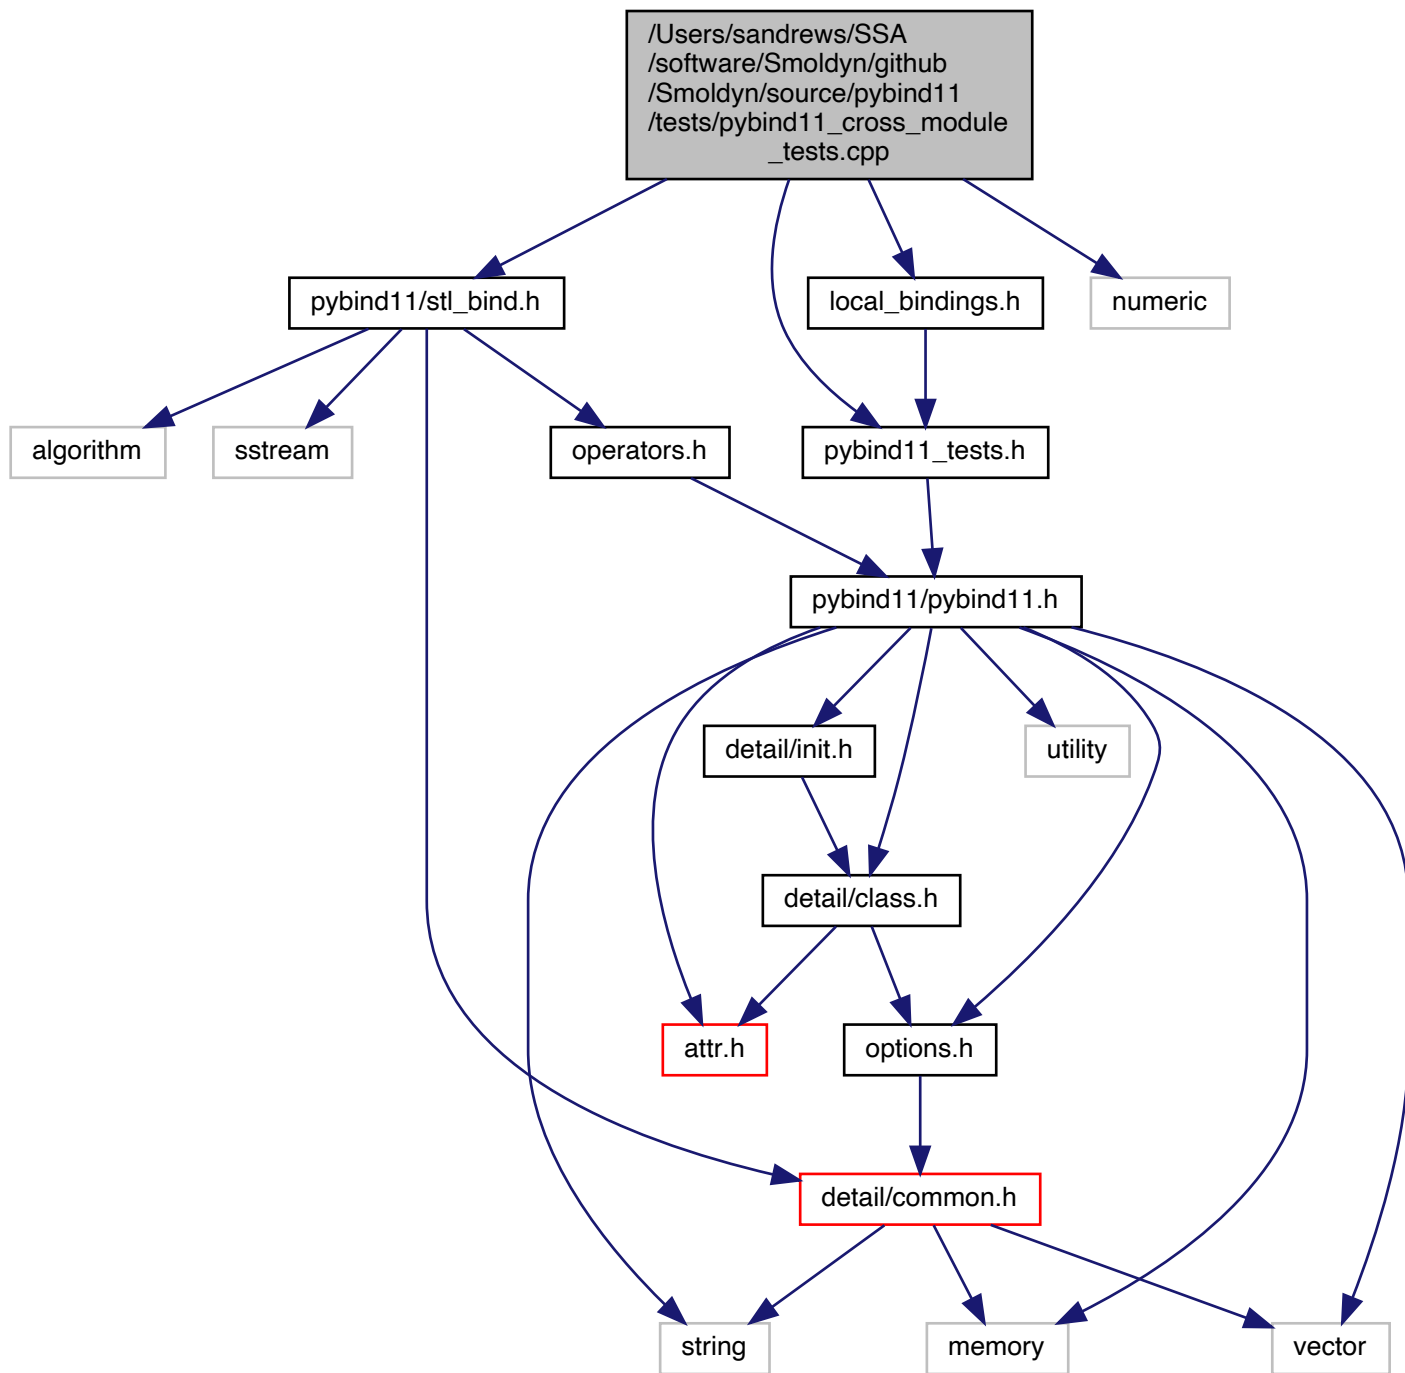 /Users/sandrews/SSA
/software/Smoldyn/github
/Smoldyn/source/pybind11
/tests/pybind11_cross_module
_tests.cpp
pybind11/stl_bind.h
local_bindings.h
numeric
algorithm
sstream
operators.h
pybind11_tests.h
pybind11/pybind11.h
detail/init.h
utility
detail/class.h
attr.h
options.h
detail/common.h
string
memory
vector